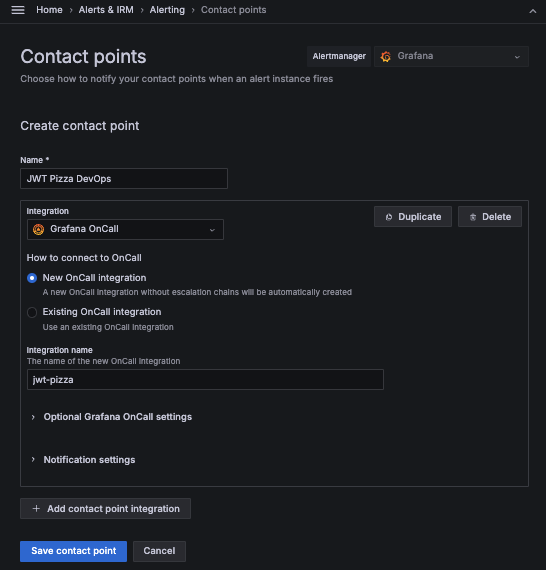 Home › Alerts & IRM › Alerting › Contact points
Contact points
Alertmanager
Grafana
Choose how to notify your contact points when an alert instance fires
Create contact point
Name *
JWT Pizza DevOps
Integration
Grafana OnCall
Duplicate
Delete
How to connect to OnCall
New OnCall integration
A new OnCall Integration without escalation chains will be automatically created
Existing OnCall integration
Use an existing OnCall Integration
Integration name
The name of the new OnCall Integration
jwt-pizza
› Optional Grafana OnCall settings
› Notification settings
+ Add contact point integration
Save contact point
Cancel